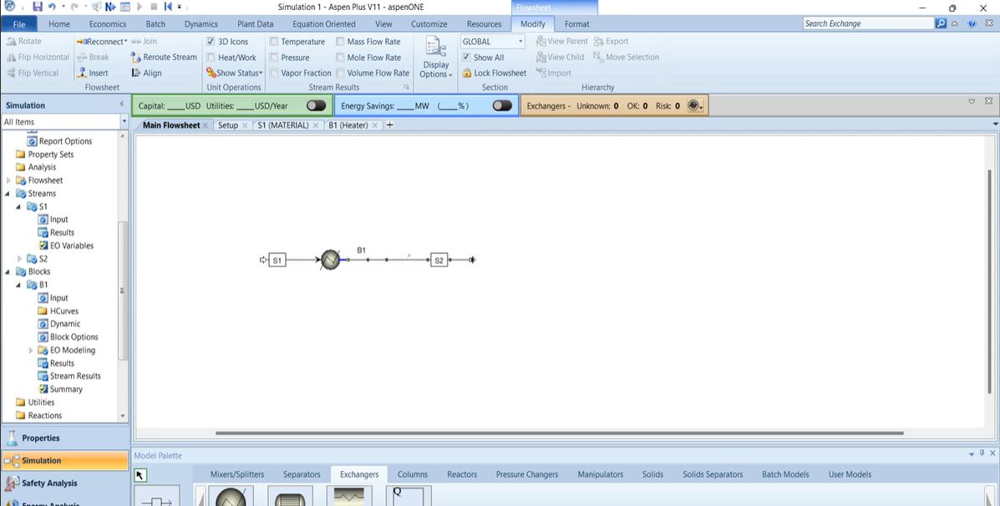 Simulation 1 - Aspen Plus V11 - aspenONE
Flowsheet
File Home Economics Batch Dynamics Plant Data Equation Oriented View Customize Resources Modify Format Search Exchange
Rotate Reconnect Join 3D Icons Temperature Mass Flow Rate GLOBAL View Parent Export
Flip Horizontal Break Reroute Stream Heat/Work Pressure Mole Flow Rate Display Show All View Child Move Selection
Flip Vertical Insert Align Show Status Vapor Fraction Volume Flow Rate Options Lock Flowsheet Import
Flowsheet Unit Operations Stream Results Section Hierarchy
Simulation Capital: ____USD Utilities: ____USD/Year Energy Savings: ____MW (____%) Exchangers - Unknown: 0 OK: 0 Risk: 0
All Items Main Flowsheet Setup S1 (MATERIAL) B1 (Heater)
Report Options
Property Sets
Analysis
Flowsheet
Streams
S1
Input
Results
EO Variables
S2
Blocks
B1
Input
HCurves
Dynamic
Block Options
EO Modeling
Results
Stream Results
Summary
Utilities
Reactions
B1
S1 S2
Properties
Simulation
Safety Analysis
Energy Analysis
Model Palette
Mixers/Splitters Separators Exchangers Columns Reactors Pressure Changers Manipulators Solids Solids Separators Batch Models User Models
Q